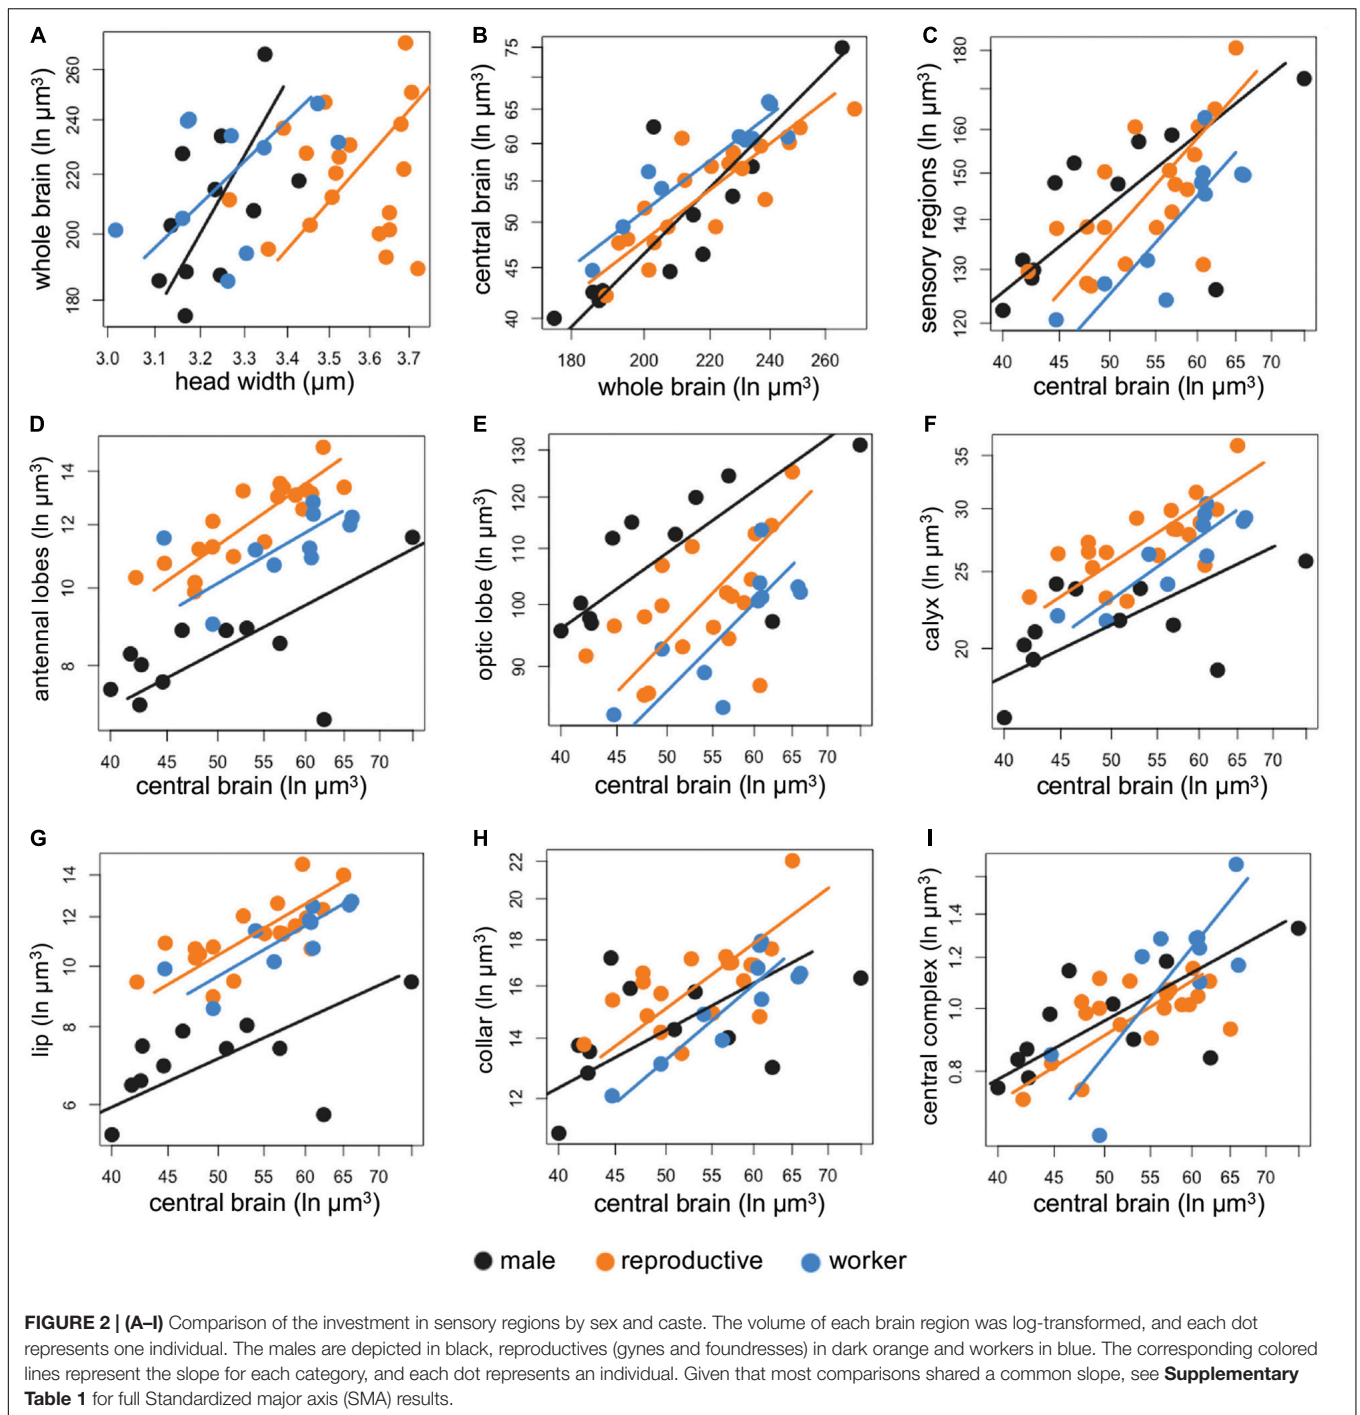 A
whole brain (ln µm³)
260
240
220
200
180
3.0 3.1 3.2 3.3 3.4 3.5 3.6 3.7
head width (µm)
B
central brain (ln µm³)
75
65
60
55
50
45
40
180 200 220 240 260
whole brain (ln µm³)
C
sensory regions (ln µm³)
180
160
150
140
130
120
40 45 50 55 60 65 70
central brain (ln µm³)
D
antennal lobes (ln µm³)
14
12
10
8
40 45 50 55 60 65 70
central brain (ln µm³)
E
optic lobe (ln µm³)
130
120
110
100
90
40 45 50 55 60 70
central brain (ln µm³)
F
calyx (ln µm³)
35
30
25
20
40 45 50 55 60 65 70
central brain (ln µm³)
G
lip (ln µm³)
14
12
10
8
6
40 45 50 55 60 65 70
central brain (ln µm³)
H
collar (ln µm³)
22
20
18
16
14
12
40 45 50 55 60 65 70
central brain (ln µm³)
I
central complex (ln µm³)
1.4
1.2
1.0
0.8
40 45 50 55 60 65 70
central brain (ln µm³)
male reproductive worker
FIGURE 2 | (A–I) Comparison of the investment in sensory regions by sex and caste. The volume of each brain region was log-transformed, and each dot
represents one individual. The males are depicted in black, reproductives (gynes and foundresses) in dark orange and workers in blue. The corresponding colored
lines represent the slope for each category, and each dot represents an individual. Given that most comparisons shared a common slope, see Supplementary
Table 1 for full Standardized major axis (SMA) results.